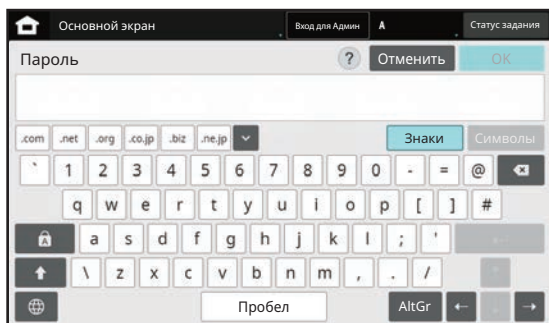 Основной экран Вход для Админ A Статус задания
Пароль ? Отменить OK
.com .net .org .co.jp .biz .ne.jp Знаки Символы
` 1 2 3 4 5 6 7 8 9 0 - = @
q w e r t y u i o p [ ] #
A a s d f g h j k l ; '
\ z x c v b n m , . /
Пробел AltGr ← ↓ →